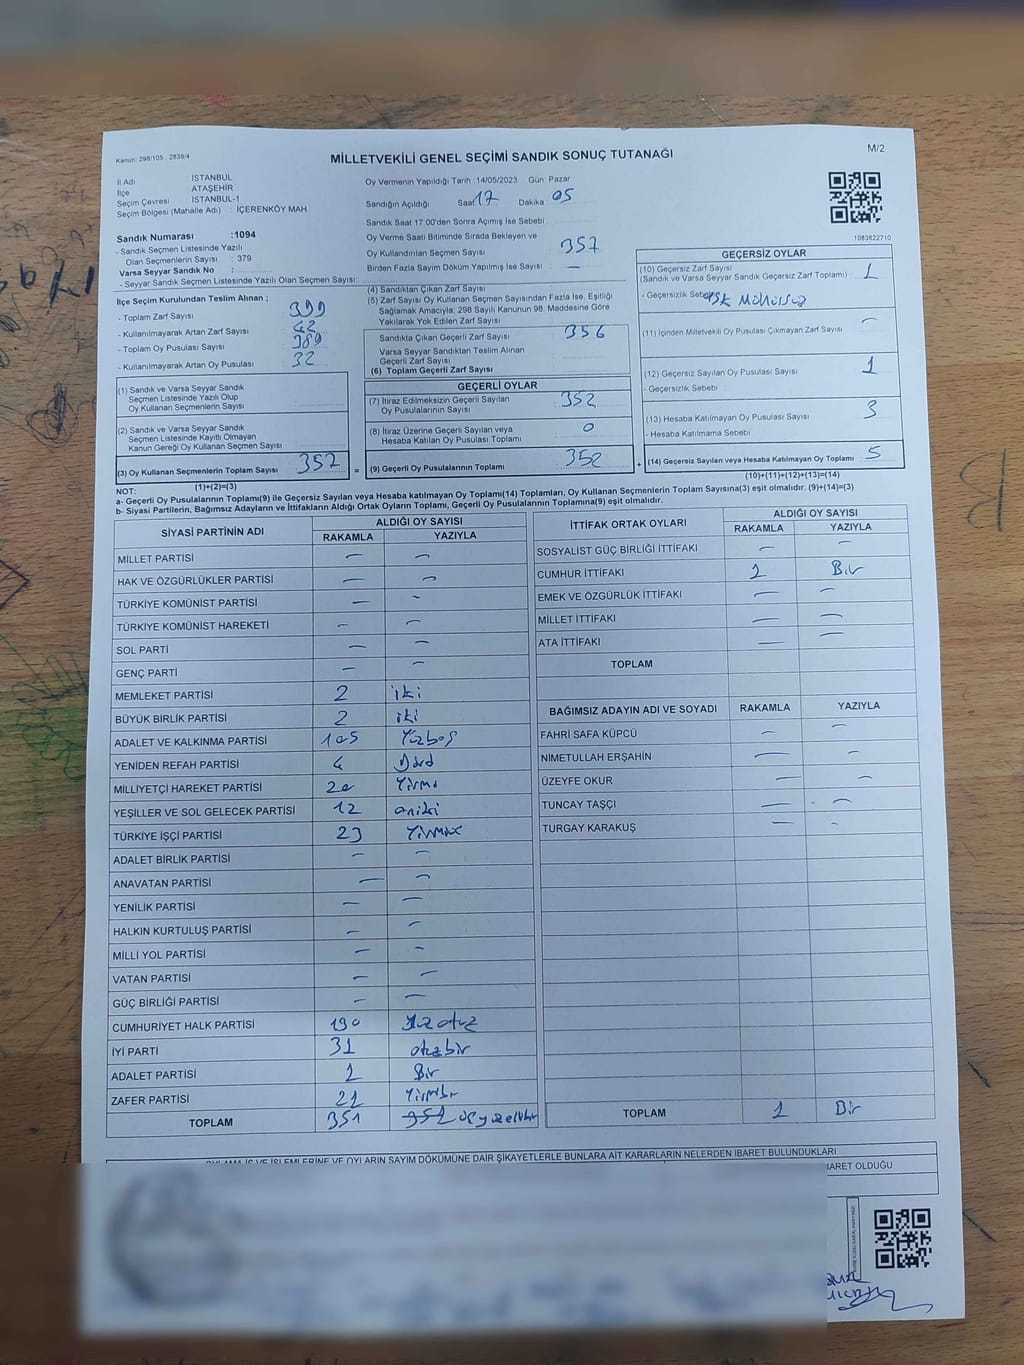 Kanun: 298/105 - 2839/4
MİLLETVEKİLİ GENEL SEÇİMİ SANDIK SONUÇ TUTANAĞI
M/2
İl Adı İSTANBUL
İlçe ATAŞEHİR
Seçim Çevresi İSTANBUL-1
Seçim Bölgesi (Mahalle Adı) : İÇERENKÖY MAH.
Sandık Numarası :1094
- Sandık Seçmen Listesinde Yazılı
Olan Seçmenlerin Sayısı : 379
Varsa Seyyar Sandık No :
- Seyyar Sandık Seçmen Listesinde Yazılı Olan Seçmen Sayısı:
Oy Vermenin Yapıldığı Tarih :14/05/2023 Gün: Pazar
Sandığın Açıldığı Saat 17 Dakika 05
Sandık Saat 17:00'den Sonra Açımış İse Sebebi :
Oy Verme Saati Bitiminde Sırada Bekleyen ve
Oy Kullandırılan Seçmen Sayısı : 357
Birden Fazla Sayım Döküm Yapılmış İse Sayısı : —
1083822710
İlçe Seçim Kurulundan Teslim Alınan ;
- Toplam Zarf Sayısı :
- Kullanılmayarak Artan Zarf Sayısı : 42
- Toplam Oy Pusulası Sayısı : 389
- Kullanılmayarak Artan Oy Pusulası : 32
(1) Sandık ve Varsa Seyyar Sandık
Seçmen Listesinde Yazılı Olup
Oy Kullanan Seçmenlerin Sayısı
(2) Sandık ve Varsa Seyyar Sandık
Seçmen Listesinde Kayıtlı Olmayan
Kanun Gereği Oy Kullanan Seçmen Sayısı
(3) Oy Kullanan Seçmenlerin Toplam Sayısı 357 =
(1)+(2)=(3)
(4) Sandıktan Çıkan Zarf Sayısı
(5) Zarf Sayısı Oy Kullanan Seçmen Sayısından Fazla İse, Eşitliği
Sağlamak Amacıyla; 298 Sayılı Kanunun 98. Maddesine Göre
Yakılarak Yok Edilen Zarf Sayısı
Sandıkta Çıkan Geçerli Zarf Sayısı 356
Varsa Seyyar Sandıktan Teslim Alınan
Geçerli Zarf Sayısı
(6) Toplam Geçerli Zarf Sayısı
GEÇERLİ OYLAR
(7) İtiraz Edilmeksizin Geçerli Sayılan
Oy Pusulalarının Sayısı 352
(8) İtiraz Üzerine Geçerli Sayılan veya
Hesaba Katılan Oy Pusulası Toplamı 0
(9) Geçerli Oy Pusulalarının Toplamı 352 +
GEÇERSİZ OYLAR
(10) Geçersiz Zarf Sayısı
(Sandık ve Varsa Seyyar Sandık Geçersiz Zarf Toplamı) 1
- Geçersizlik Sebebi
(11) İçinden Milletvekili Oy Pusulası Çıkmayan Zarf Sayısı —
(12) Geçersiz Sayılan Oy Pusulası Sayısı 1
- Geçersizlik Sebebi :
(13) Hesaba Katılmayan Oy Pusulası Sayısı 3
- Hesaba Katılmama Sebebi
(14) Geçersiz Sayılan veya Hesaba Katılmayan Oy Toplamı 5
(10)+(11)+(12)+(13)=(14)
NOT:
a- Geçerli Oy Pusulalarının Toplamı(9) ile Geçersiz Sayılan veya Hesaba katılmayan Oy Toplamı(14) Toplamları, Oy Kullanan Seçmenlerin Toplam Sayısına(3) eşit olmalıdır. (9)+(14)=(3)
b- Siyasi Partilerin, Bağımsız Adayların ve İttifakların Aldığı Ortak Oyların Toplamı, Geçerli Oy Pusulalarının Toplamına(9) eşit olmalıdır.
SİYASİ PARTİNİN ADI ALDIĞI OY SAYISI
RAKAMLA YAZIYLA
MİLLET PARTİSİ — —
HAK VE ÖZGÜRLÜKLER PARTİSİ — —
TÜRKİYE KOMÜNİST PARTİSİ — -
TÜRKİYE KOMÜNİST HAREKETİ — —
SOL PARTİ — —
GENÇ PARTİ — —
MEMLEKET PARTİSİ 2 iki
BÜYÜK BİRLİK PARTİSİ 2 iki
ADALET VE KALKINMA PARTİSİ 105 Yüzbeş
YENİDEN REFAH PARTİSİ 4 Dört
MİLLİYETÇİ HAREKET PARTİSİ 20 Yirmi
YEŞİLLER VE SOL GELECEK PARTİSİ 12 oniki
TÜRKİYE İŞÇİ PARTİSİ 23
ADALET BİRLİK PARTİSİ — —
ANAVATAN PARTİSİ — —
YENİLİK PARTİSİ — —
HALKIN KURTULUŞ PARTİSİ — —
MİLLİ YOL PARTİSİ — —
VATAN PARTİSİ — —
GÜÇ BİRLİĞİ PARTİSİ — —
CUMHURİYET HALK PARTİSİ 130 Yüz otuz
İYİ PARTİ 31 otuzbir
ADALET PARTİSİ 1 Bir
ZAFER PARTİSİ 21 Yirmibir
TOPLAM 351 üçyüzellibir
İTTİFAK ORTAK OYLARI ALDIĞI OY SAYISI
RAKAMLA YAZIYLA
SOSYALİST GÜÇ BİRLİĞİ İTTİFAKI — —
CUMHUR İTTİFAKI 1 Bir
EMEK VE ÖZGÜRLÜK İTTİFAKI — —
MİLLET İTTİFAKI — —
ATA İTTİFAKI — —
TOPLAM
BAĞIMSIZ ADAYIN ADI VE SOYADI RAKAMLA YAZIYLA
FAHRİ SAFA KÜPCÜ — —
NİMETULLAH ERŞAHİN — —
ÜZEYFE OKUR — —
TUNCAY TAŞÇI — —
TURGAY KARAKUŞ — -
TOPLAM 1 Bir
OYLAMA İŞ VE İŞLEMLERİNE VE OYLARIN SAYIM DÖKÜMÜNE DAİR ŞİKAYETLERLE BUNLARA AİT KARARLARIN NELERDEN İBARET BULUNDUKLARI
BARET OLDUĞU